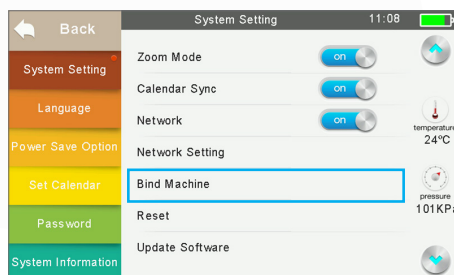 System Setting
11:08
Back
System Setting
Language
Power Save Option
Set Calendar
Password
System Information
Zoom Mode
on
Calendar Sync
on
Network
on
Network Setting
Bind Machine
Reset
Update Software
temperature
24°C
pressure
101KPa